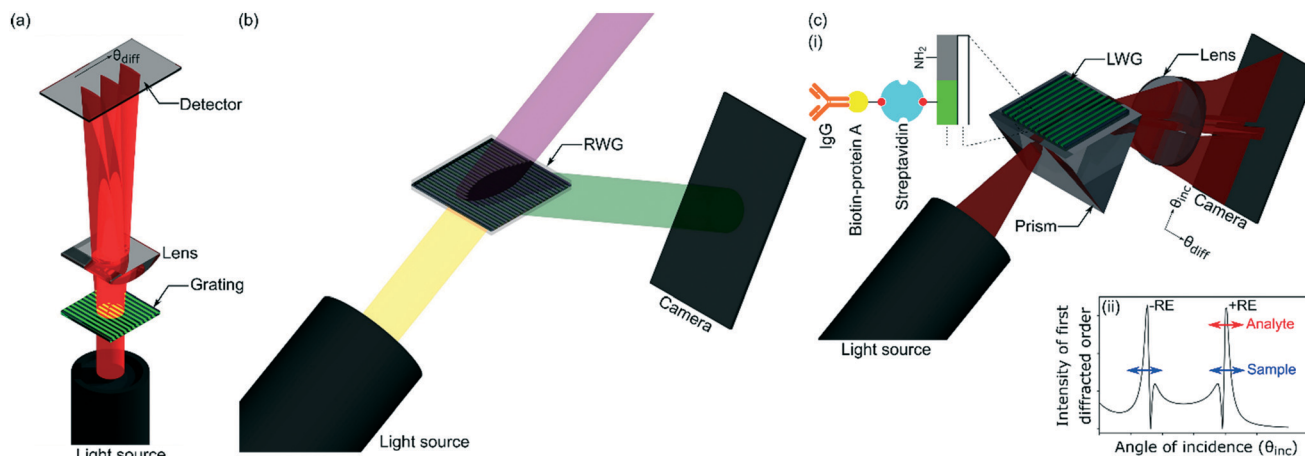 (a)
θdiff
Detector
Lens
Grating
Light source
(b)
RWG
Camera
Light source
(c)
(i)
NH2
IgG
Biotin-protein A
Streptavidin
LWG
Lens
Prism
Camera
θinc
θdiff
Light source
(ii)
-RE
+RE
Analyte
Sample
Intensity of first
diffracted order
Angle of incidence (θinc)